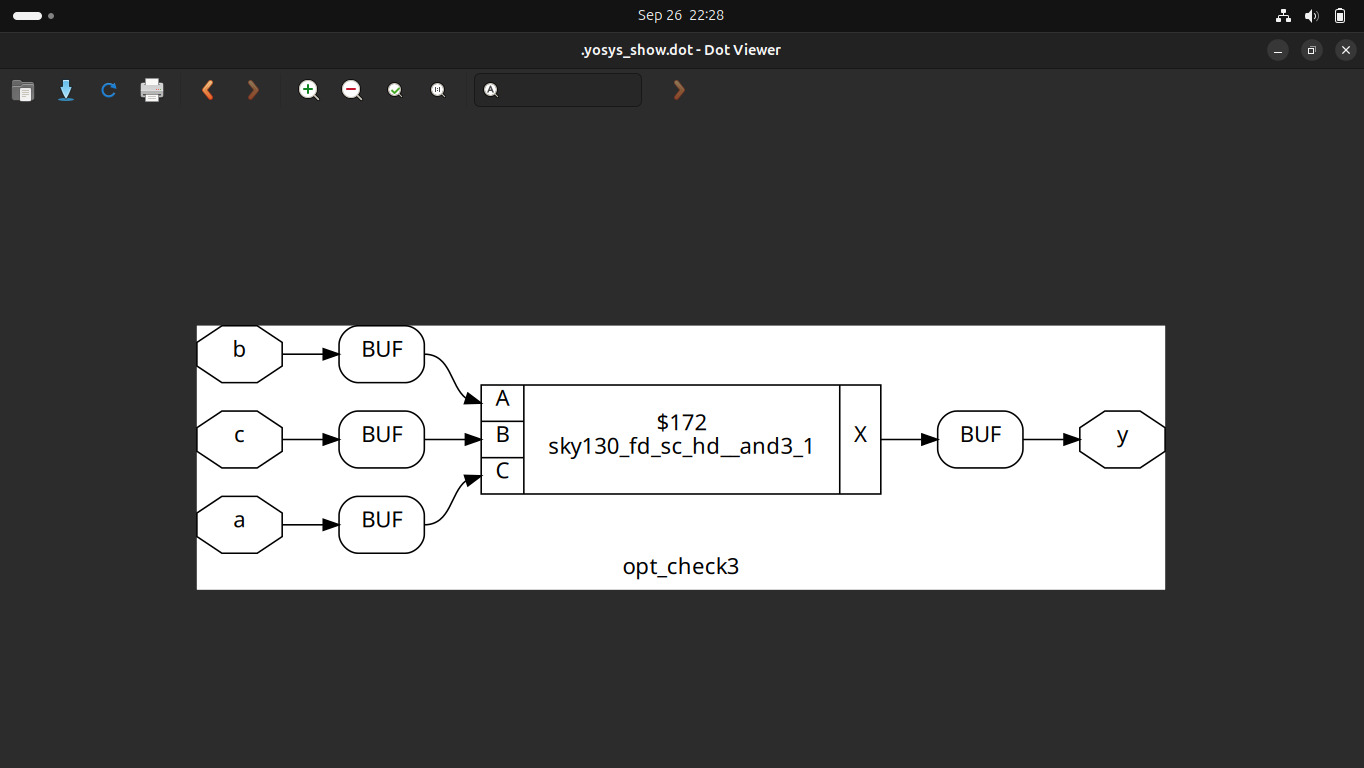 Sep 26 22:28
.yosys_show.dot - Dot Viewer
A
b
BUF
c
BUF
a
BUF
A
B
C
$172
sky130_fd_sc_hd__and3_1
X
BUF
y
opt_check3